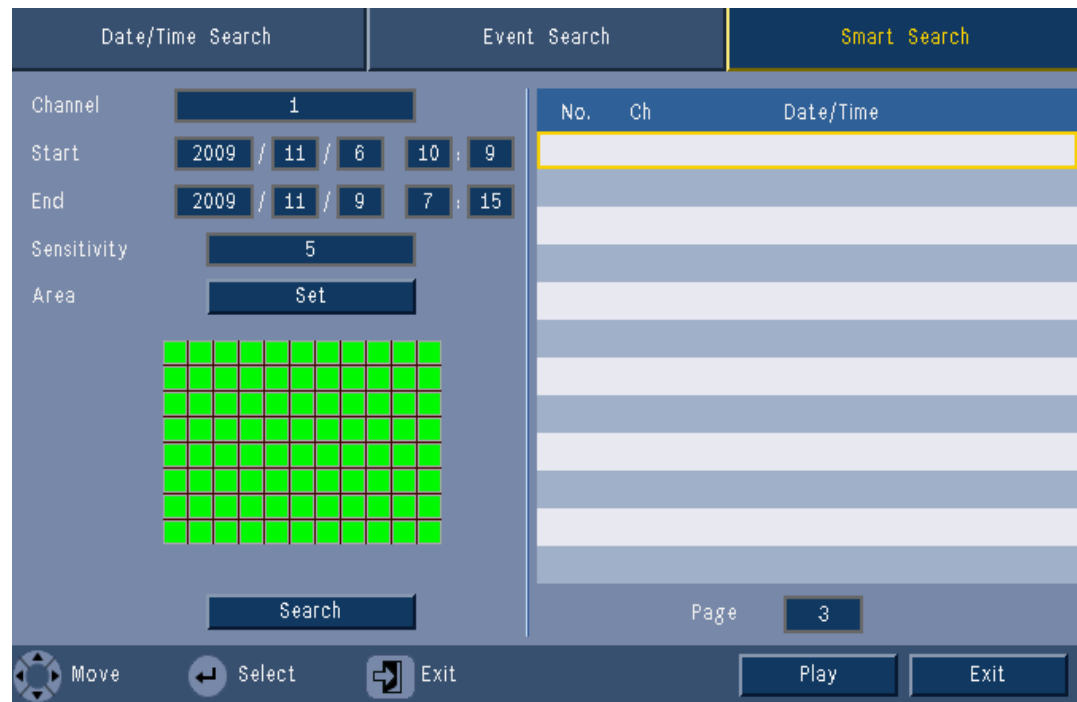 Date/Time Search Event Search Smart Search
Channel 1
Start 2009 / 11 / 6 10 : 9
End 2009 / 11 / 9 7 : 15
Sensitivity 5
Area Set
Search
No. Ch Date/Time
Page 3
Move Select Exit Play Exit